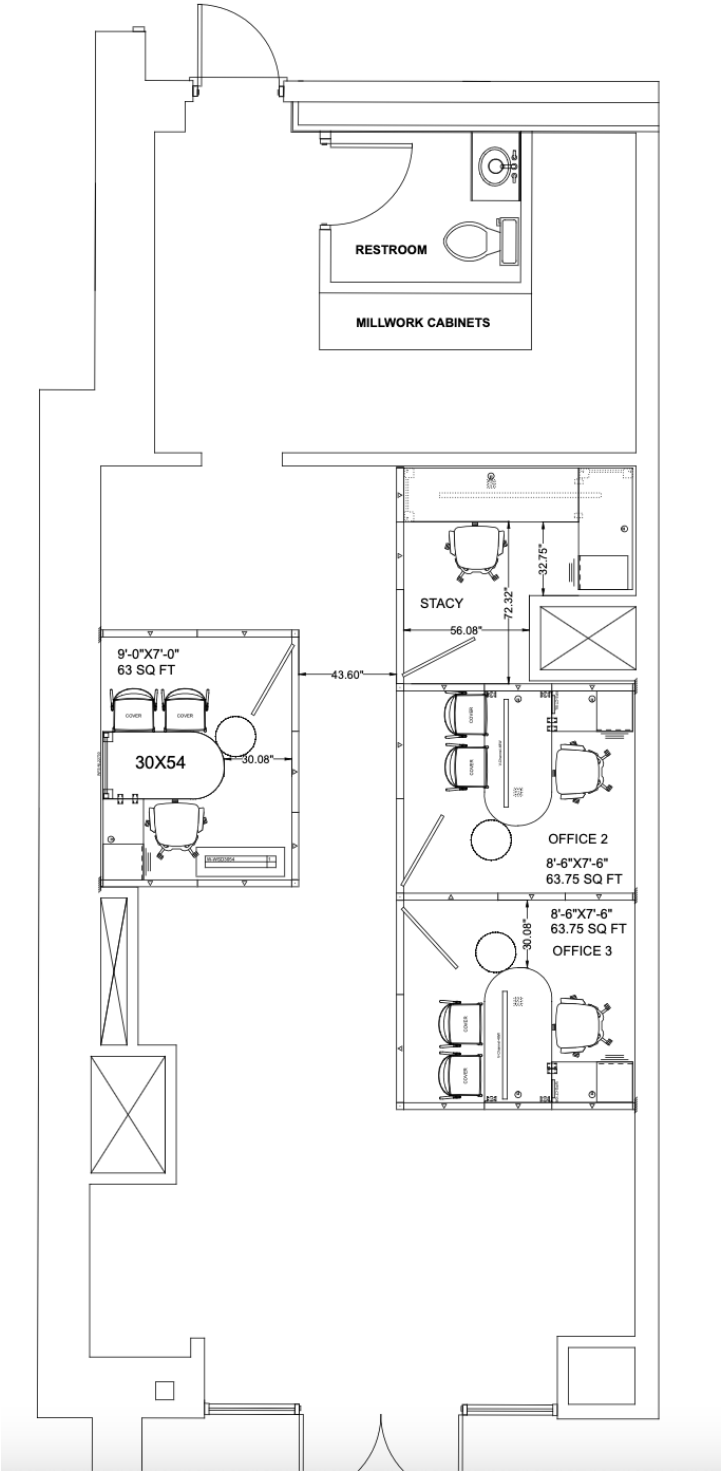 RESTROOM
MILLWORK CABINETS
32.75"
STACY
72.32"
56.08"
43.60"
9'-0"X7'-0"
63 SQ FT
COVER
COVER
30X54
30.08"
COVER
COVER
OFFICE 2
8'-6"X7'-6"
63.75 SQ FT
8'-6"X7'-6"
63.75 SQ FT
OFFICE 3
30.08"
COVER
COVER